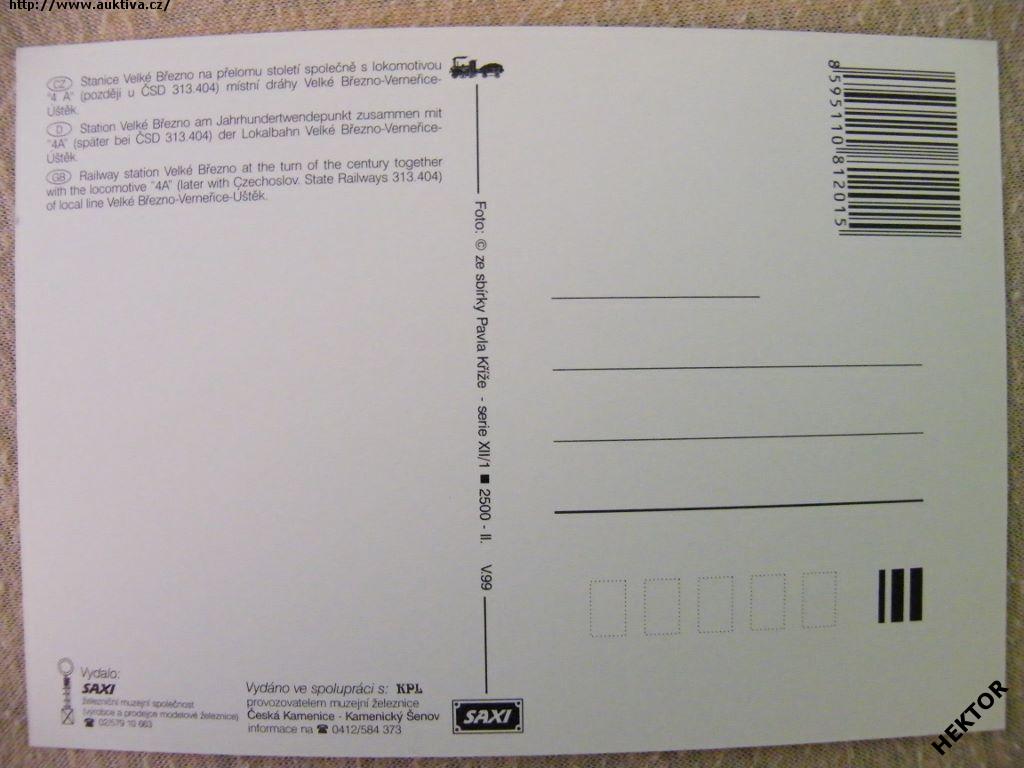 http://www.auktiva.cz/
CZ Stanice Velké Březno na přelomu století společně s lokomotivou
"4 A" (později u ČSD 313.404) místní dráhy Velké Březno-Verneřice-
Úštěk.
D Station Velké Březno am Jahrhundertwendepunkt zusammen mit
"4A" (später bei ČSD 313.404) der Lokalbahn Velké Březno-Verneřice-
Úštěk.
GB Railway station Velké Březno at the turn of the century together
with the locomotive "4A" (later with Czechoslov. State Railways 313.404)
of local line Velké Březno-Verneřice-Úštěk.
Foto: © ze sbírky Pavla Kříže - serie XII/1 ■ 2500 - II. V.99
8595110812015
Vydalo:
SAXI
železniční muzejní společnost
(výrobce a prodejce modelové železnice)
☎ 02/579 10 663
Vydáno ve spolupráci s: KPL
provozovatelem muzejní železnice
Česká Kamenice - Kamenický Šenov
informace na ☎ 0412/584 373
SAXI
HEKTOR